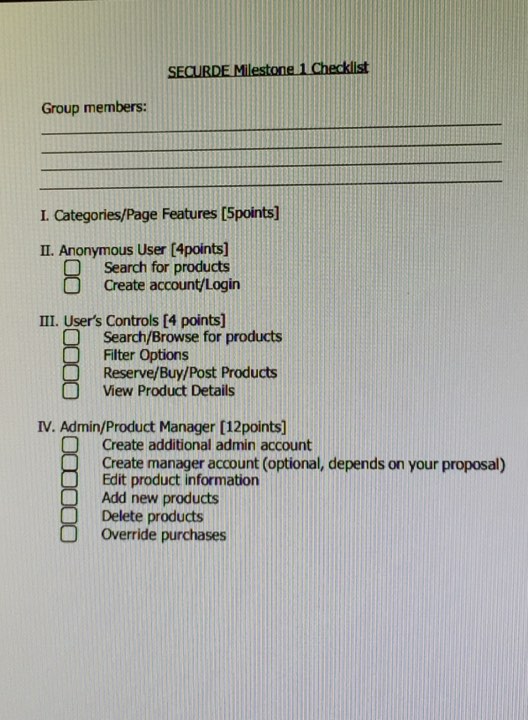 SECURDE Milestone 1 Checklist
Group members:
I. Categories/Page Features [5points]
II. Anonymous User [4points]
Search for products
Create account/Login
III. User's Controls [4 points]
Search/Browse for products
Filter Options
Reserve/Buy/Post Products
View Product Details
IV. Admin/Product Manager [12points]
Create additional admin account
Create manager account (optional, depends on your proposal)
Edit product information
Add new products
Delete products
Override purchases